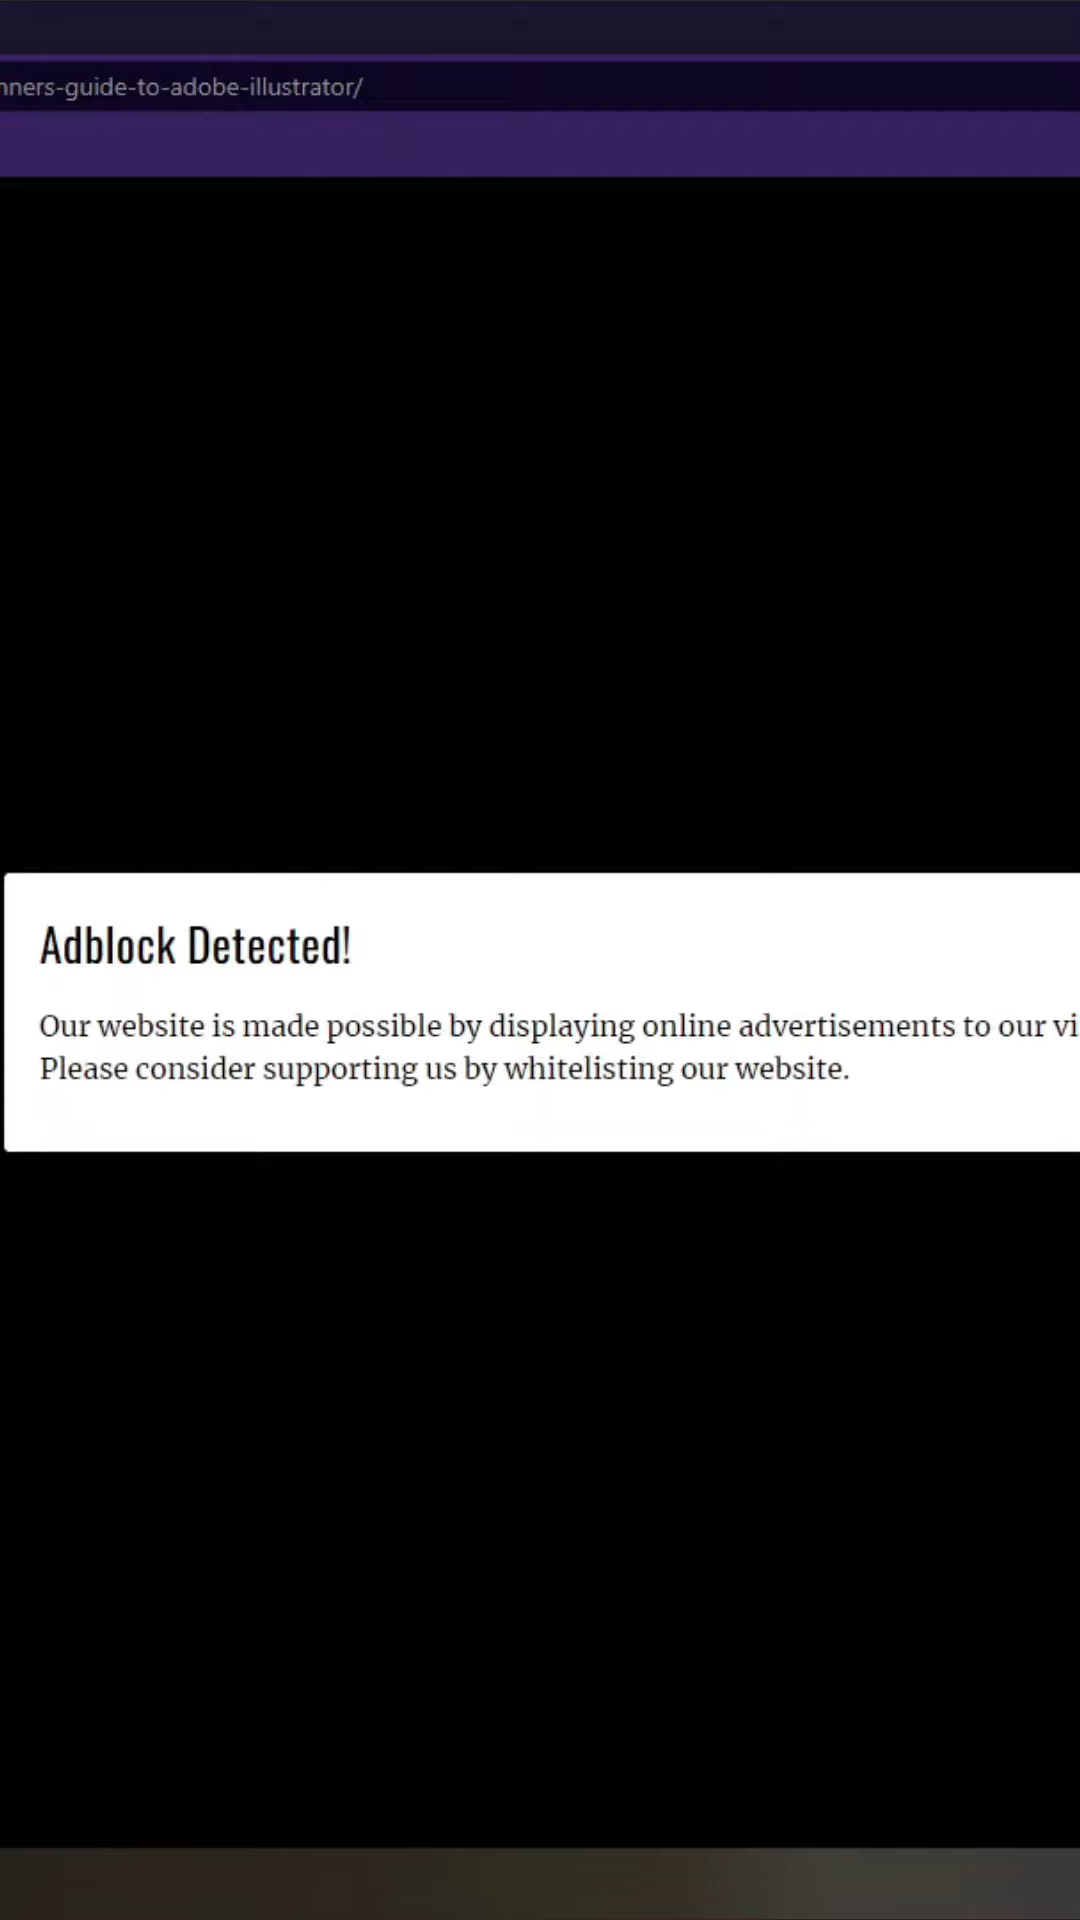 nners-guide-to-adobe-illustrator/
Adblock Detected!
Our website is made possible by displaying online advertisements to our vi
Please consider supporting us by whitelisting our website.